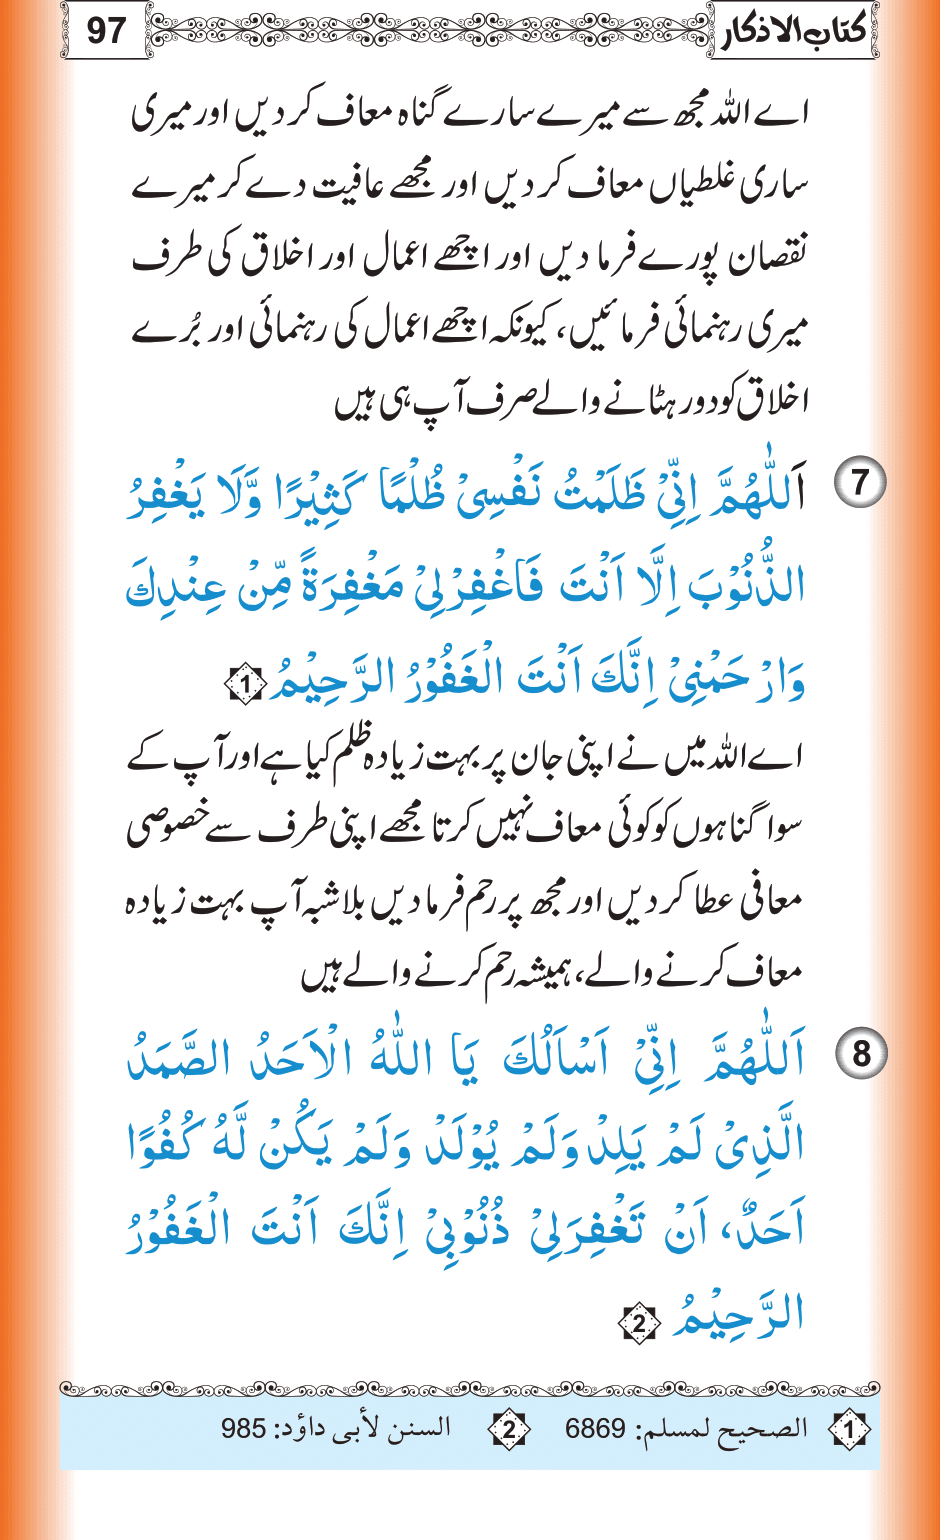 کتاب الاذکار 97
اے اللہ مجھ سے میرے سارے گناہ معاف کر دیں اور میری
ساری غلطیاں معاف کر دیں اور مجھے عافیت دے کر میرے
نقصان پورے فرما دیں اور اچھے اعمال اور اخلاق کی طرف
میری رہنمائی فرمائیں، کیونکہ اچھے اعمال کی رہنمائی اور بُرے
اخلاق کو دور ہٹانے والے صرف آپ ہی ہیں
7 اَللّٰهُمَّ اِنِّيْ ظَلَمْتُ نَفْسِيْ ظُلْمًا كَثِيْرًا وَّلَا يَغْفِرُ
الذُّنُوْبَ اِلَّا اَنْتَ فَاغْفِرْلِيْ مَغْفِرَةً مِّنْ عِنْدِكَ
وَارْحَمْنِيْ اِنَّكَ اَنْتَ الْغَفُوْرُ الرَّحِيْمُ 1
اے اللہ میں نے اپنی جان پر بہت زیادہ ظلم کیا ہے اور آپ کے
سوا گناہوں کو کوئی معاف نہیں کرتا مجھے اپنی طرف سے خصوصی
معافی عطا کر دیں اور مجھ پر رحم فرما دیں بلاشبہ آپ بہت زیادہ
معاف کرنے والے، ہمیشہ رحم کرنے والے ہیں
8 اَللّٰهُمَّ اِنِّيْ اَسْاَلُكَ يَا اللّٰهُ الْاَحَدُ الصَّمَدُ
الَّذِيْ لَمْ يَلِدْ وَلَمْ يُوْلَدْ وَلَمْ يَكُنْ لَّهُ كُفُوًا
اَحَدٌ، اَنْ تَغْفِرَلِيْ ذُنُوْبِيْ اِنَّكَ اَنْتَ الْغَفُوْرُ
الرَّحِيْمُ 2
1 الصحيح لمسلم: 6869 2 السنن لأبی داؤد: 985